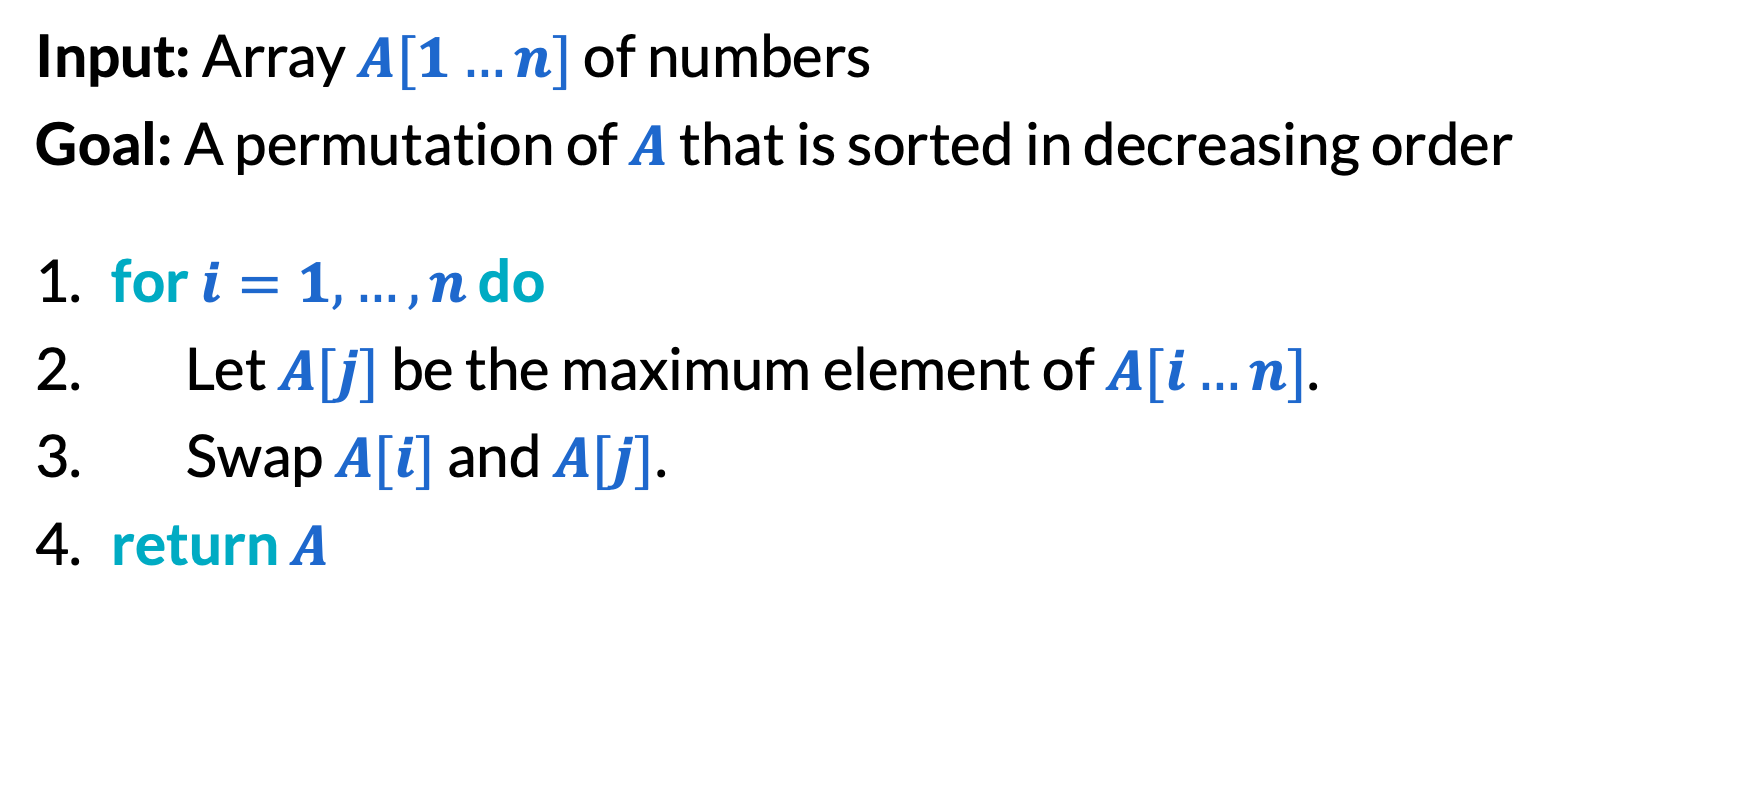 Input: Array A[1 … n] of numbers
Goal: A permutation of A that is sorted in decreasing order
1. for i = 1, … , n do
2. Let A[j] be the maximum element of A[i … n].
3. Swap A[i] and A[j].
4. return A